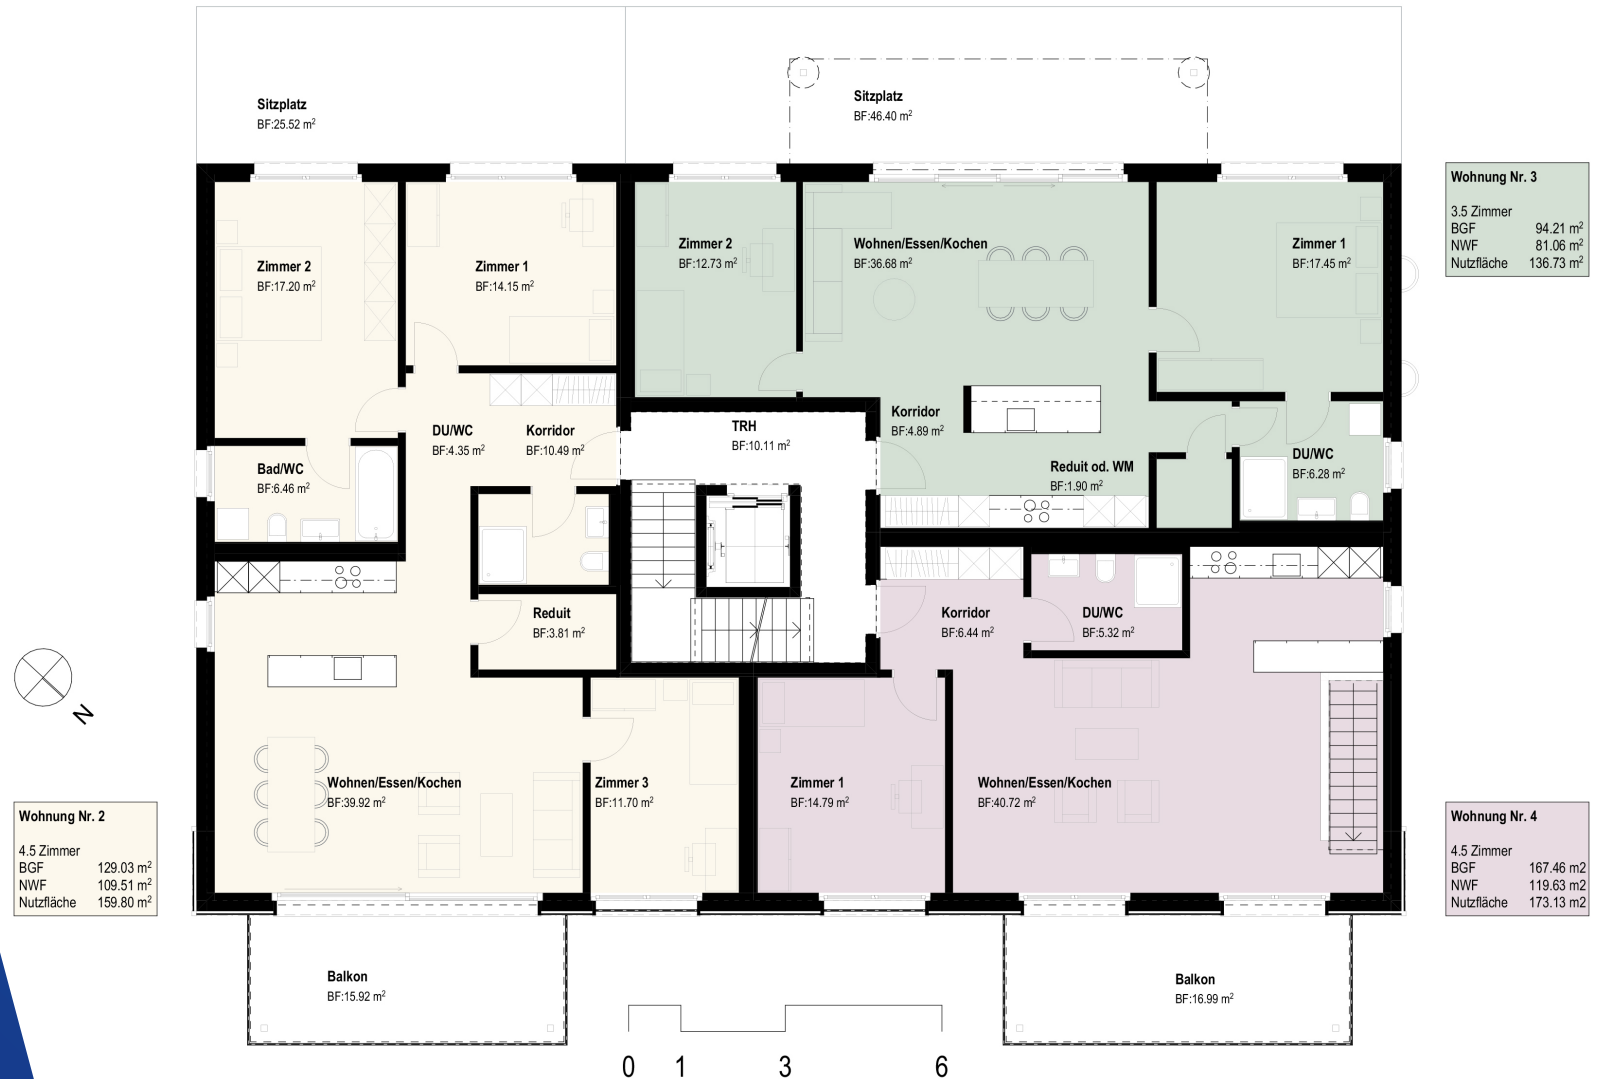 Sitzplatz
BF:25.52 m²
Sitzplatz
BF:46.40 m²
Wohnung Nr. 3
3.5 Zimmer
BGF 94.21 m²
NWF 81.06 m²
Nutzfläche 136.73 m²
Zimmer 2
BF:17.20 m²
Zimmer 1
BF:14.15 m²
Zimmer 2
BF:12.73 m²
Wohnen/Essen/Kochen
BF:36.68 m²
Zimmer 1
BF:17.45 m²
DU/WC
BF:4.35 m²
Korridor
BF:10.49 m²
TRH
BF:10.11 m²
Korridor
BF:4.89 m²
Bad/WC
BF:6.46 m²
Reduit od. WM
BF:1.90 m²
DU/WC
BF:6.28 m²
Reduit
BF:3.81 m²
Korridor
BF:6.44 m²
DU/WC
BF:5.32 m²
N
Wohnen/Essen/Kochen
BF:39.92 m²
Zimmer 3
BF:11.70 m²
Zimmer 1
BF:14.79 m²
Wohnen/Essen/Kochen
BF:40.72 m²
Wohnung Nr. 2
4.5 Zimmer
BGF 129.03 m²
NWF 109.51 m²
Nutzfläche 159.80 m²
Wohnung Nr. 4
4.5 Zimmer
BGF 167.46 m2
NWF 119.63 m2
Nutzfläche 173.13 m2
Balkon
BF:15.92 m²
Balkon
BF:16.99 m²
0 1 3 6